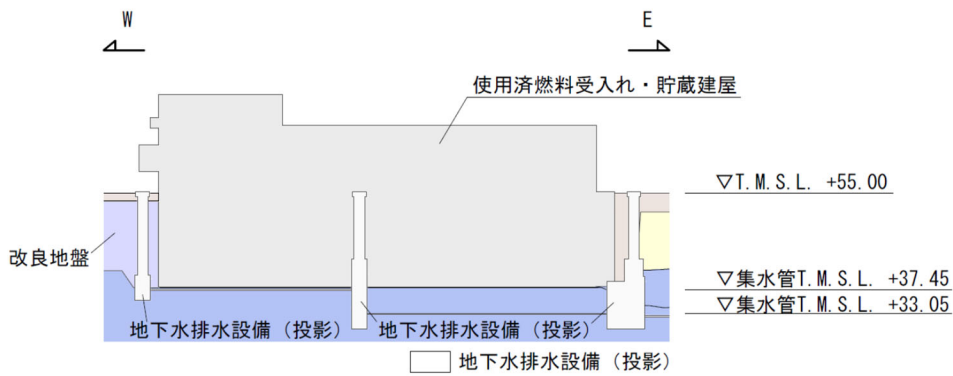 W
E
使用済燃料受入れ・貯蔵建屋
▽T.M.S.L. +55.00
改良地盤
▽集水管T.M.S.L. +37.45
▽集水管T.M.S.L. +33.05
地下水排水設備（投影）
地下水排水設備（投影）
地下水排水設備（投影）